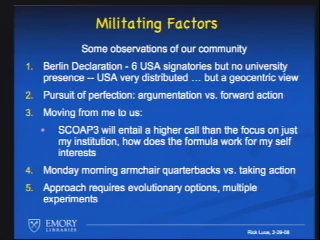 Militating Factors
Some observations of our community
1. Berlin Declaration - 6 USA signatories but no university
presence -- USA very distributed ... but a geocentric view
2. Pursuit of perfection: argumentation vs. forward action
3. Moving from me to us:
• SCOAP3 will entail a higher call than the focus on just
my institution, how does the formula work for my self
interests
4. Monday morning armchair quarterbacks vs. taking action
5. Approach requires evolutionary options, multiple
experiments
EMORY
LIBRARIES
Rick Luce, 2-29-08